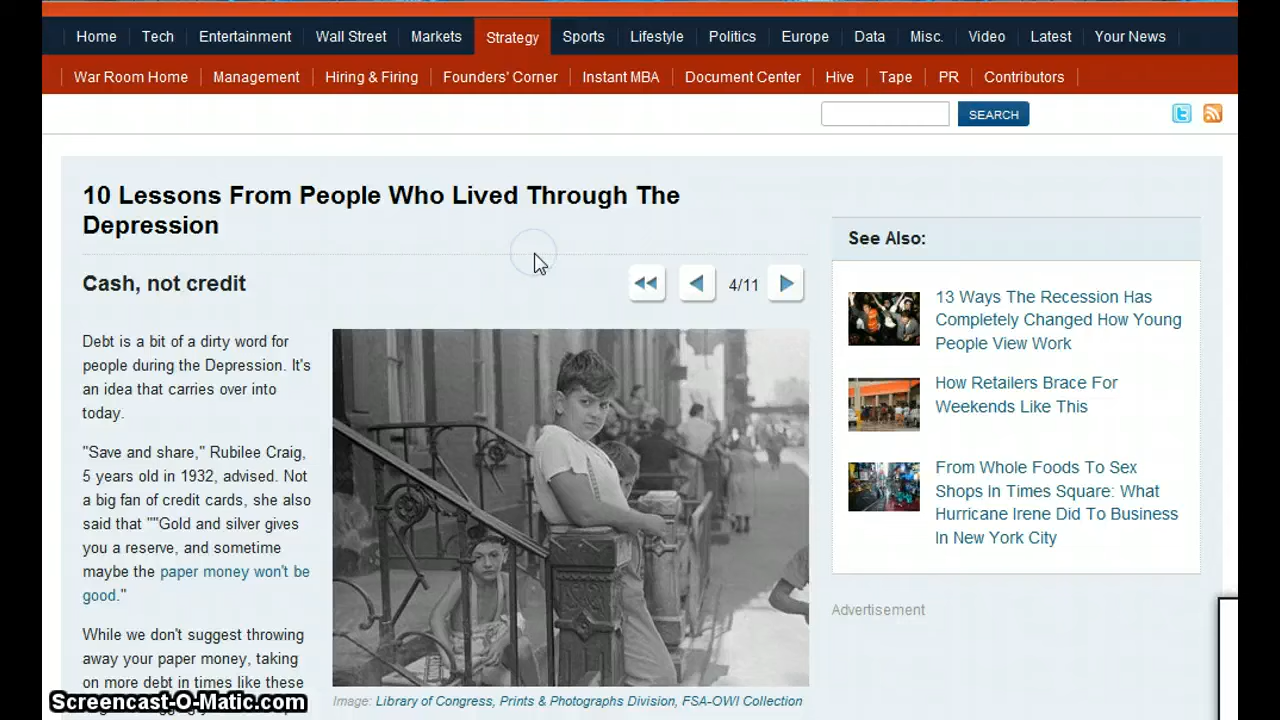 Home Tech Entertainment Wall Street Markets Strategy Sports Lifestyle Politics Europe Data Misc. Video Latest Your News
War Room Home Management Hiring & Firing Founders' Corner Instant MBA Document Center Hive Tape PR Contributors
SEARCH
10 Lessons From People Who Lived Through The
Depression
Cash, not credit
4/11
Debt is a bit of a dirty word for
people during the Depression. It's
an idea that carries over into
today.
"Save and share," Rubilee Craig,
5 years old in 1932, advised. Not
a big fan of credit cards, she also
said that ""Gold and silver gives
you a reserve, and sometime
maybe the paper money won't be
good."
While we don't suggest throwing
away your paper money, taking
on more debt in times like these
Image: Library of Congress, Prints & Photographs Division, FSA-OWI Collection
See Also:
13 Ways The Recession Has
Completely Changed How Young
People View Work
How Retailers Brace For
Weekends Like This
From Whole Foods To Sex
Shops In Times Square: What
Hurricane Irene Did To Business
In New York City
Advertisement
Screencast-O-Matic.com